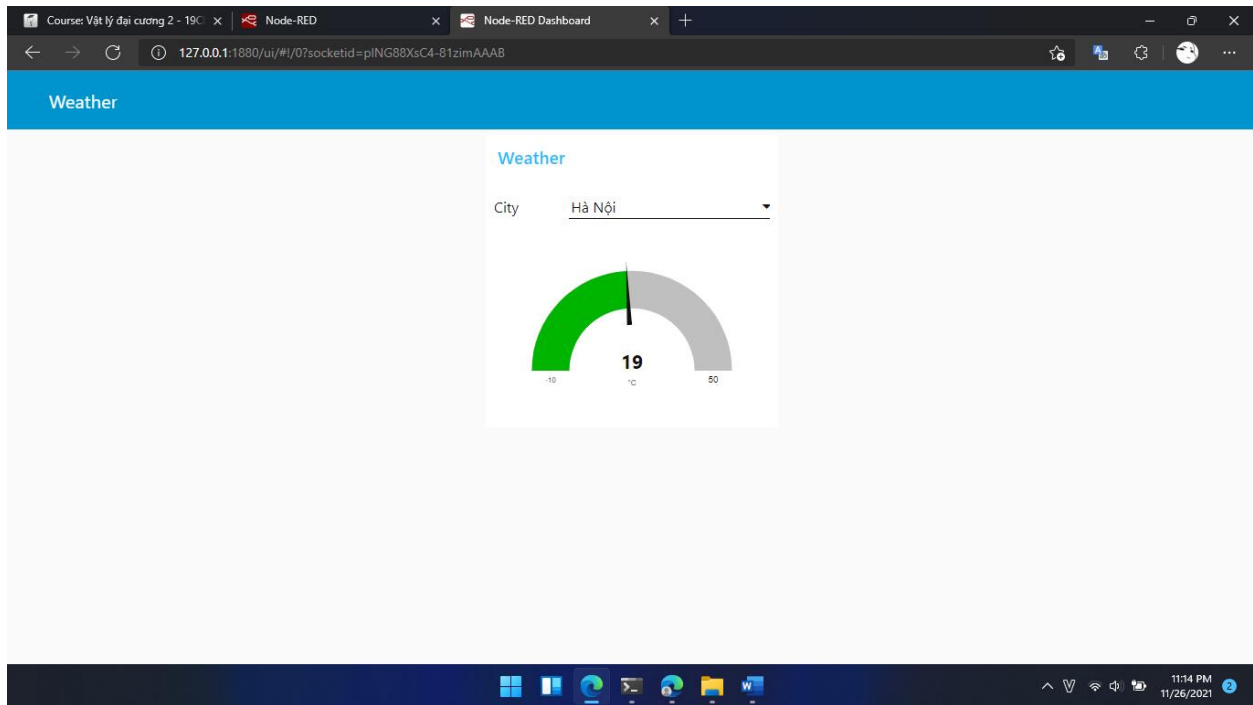 Course: Vật lý đại cương 2 - 19C
Node-RED
Node-RED Dashboard
127.0.0.1:1880/ui/#!/0?socketid=plNG88XsC4-81zimAAAB
Weather
Weather
City Hà Nội
19
-10 °C 50
11:14 PM
11/26/2021
2